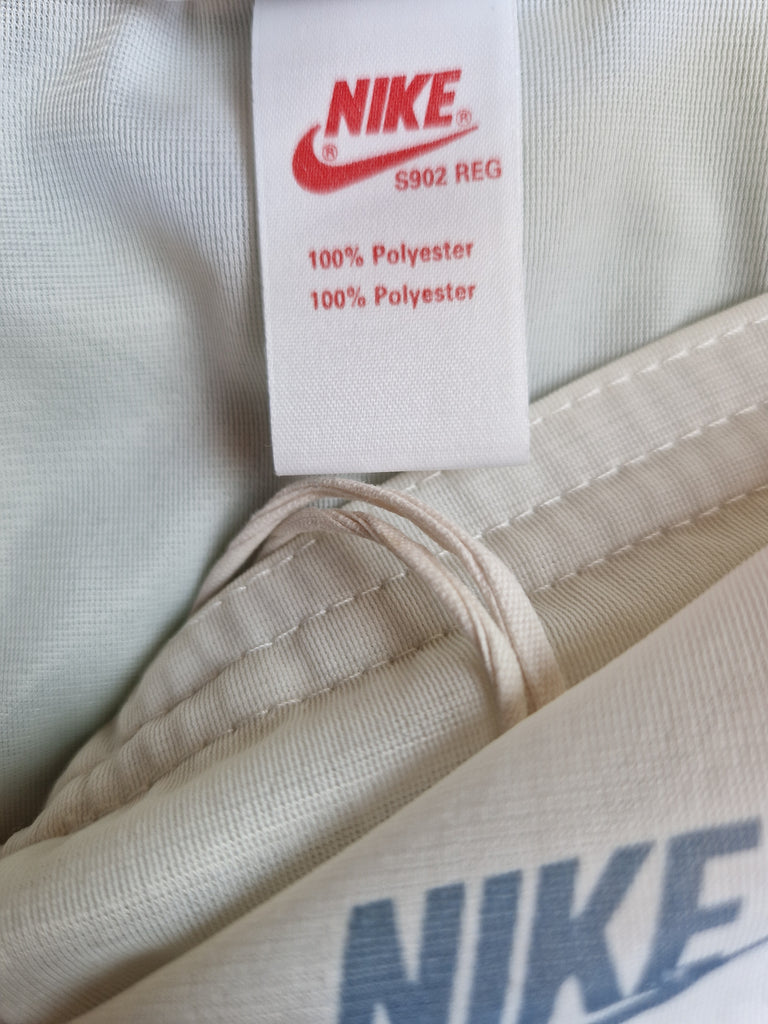 NIKE®
®
S902 REG
100% Polyester
100% Polyester
NIKE